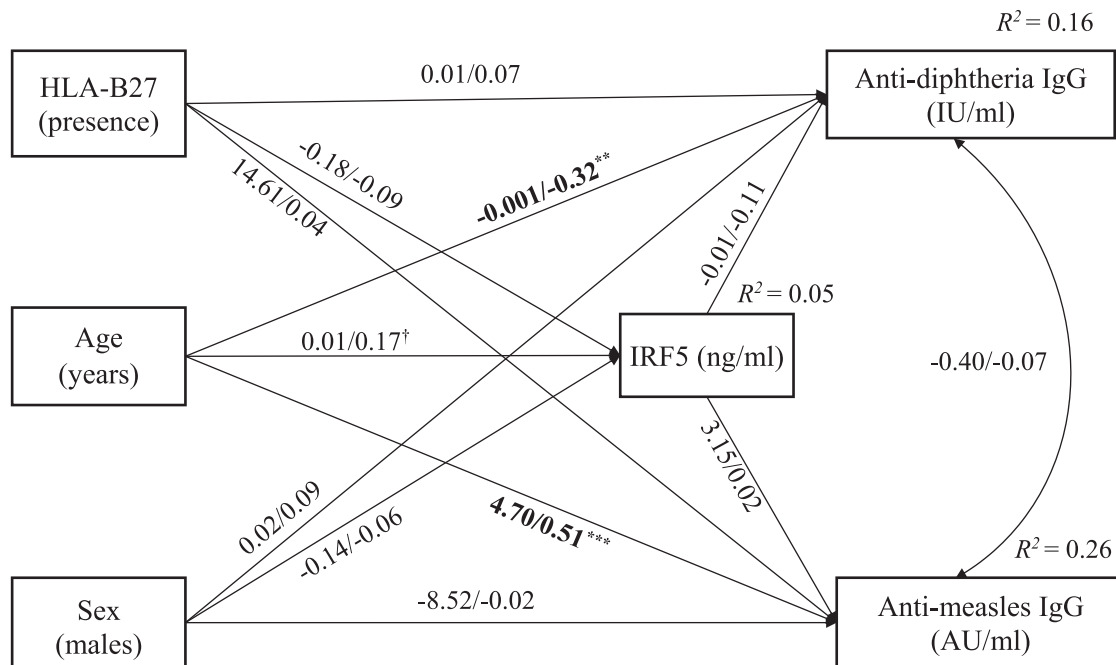 R² = 0.16
HLA-B27
(presence)
0.01/0.07
Anti-diphtheria IgG
(IU/ml)
-0.18/-0.09
14.61/0.04
-0.001/-0.32**
-0.01/-0.11
R² = 0.05
Age
(years)
0.01/0.17†
IRF5 (ng/ml)
-0.40/-0.07
3.15/0.02
0.02/0.09
-0.14/-0.06
4.70/0.51***
R² = 0.26
Sex
(males)
-8.52/-0.02
Anti-measles IgG
(AU/ml)